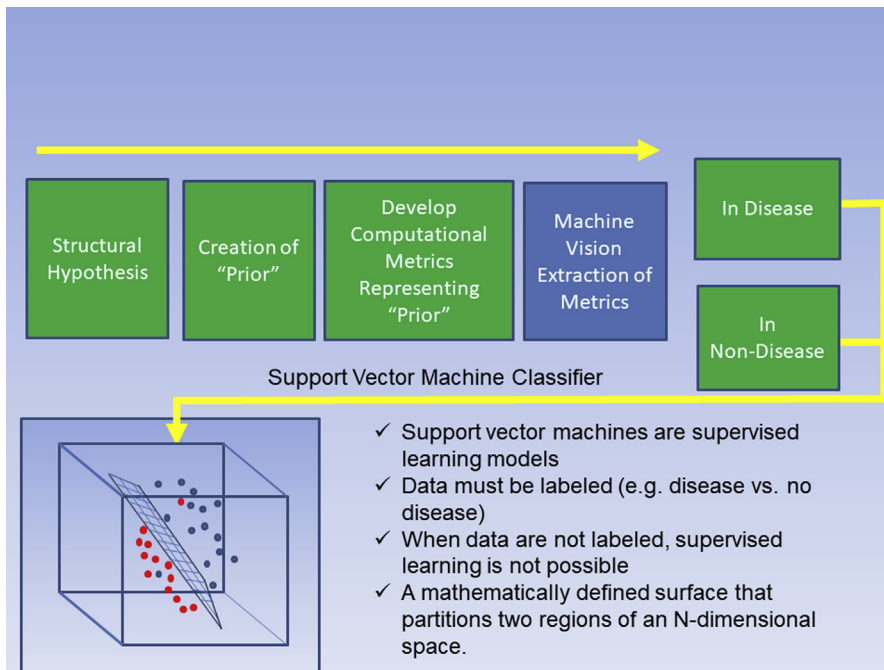 Structural
Hypothesis
Creation of
“Prior”
Develop
Computational
Metrics
Representing
“Prior”
Machine
Vision
Extraction of
Metrics
In Disease
In
Non-Disease
Support Vector Machine Classifier
✓ Support vector machines are supervised
learning models
✓ Data must be labeled (e.g. disease vs. no
disease)
✓ When data are not labeled, supervised
learning is not possible
✓ A mathematically defined surface that
partitions two regions of an N-dimensional
space.